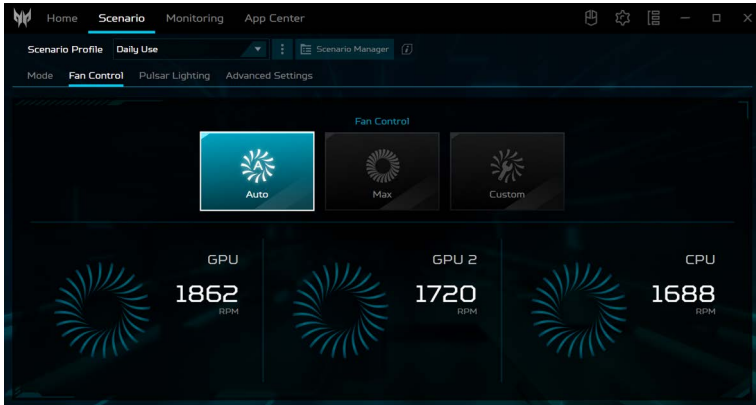 Home Scenario Monitoring App Center
Scenario Profile Daily Use Scenario Manager
Mode Fan Control Pulsar Lighting Advanced Settings
Fan Control
Auto Max Custom
GPU GPU 2 CPU
1862 1720 1688
RPM RPM RPM